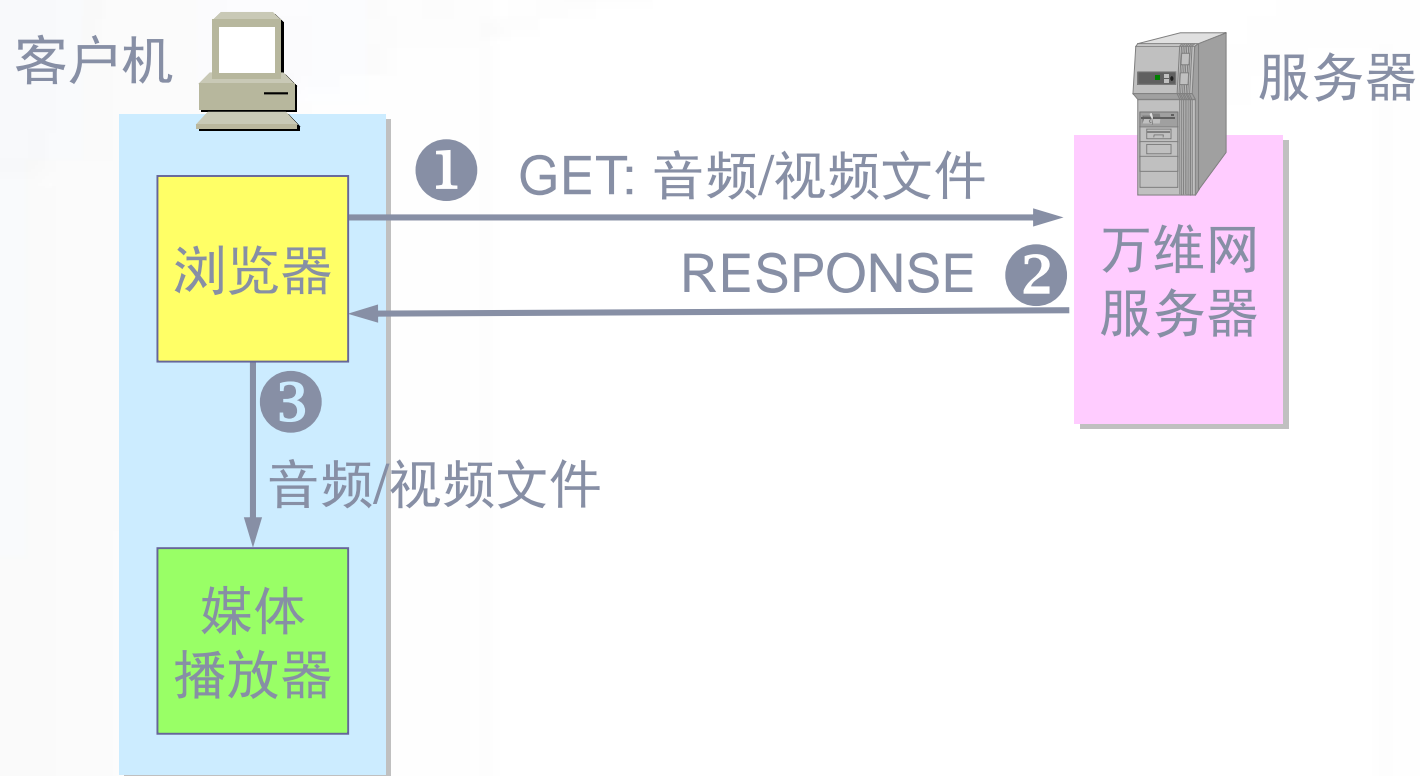 客户机
服务器
❶ GET: 音频/视频文件
浏览器
RESPONSE ❷
万维网
服务器
❸
音频/视频文件
媒体
播放器